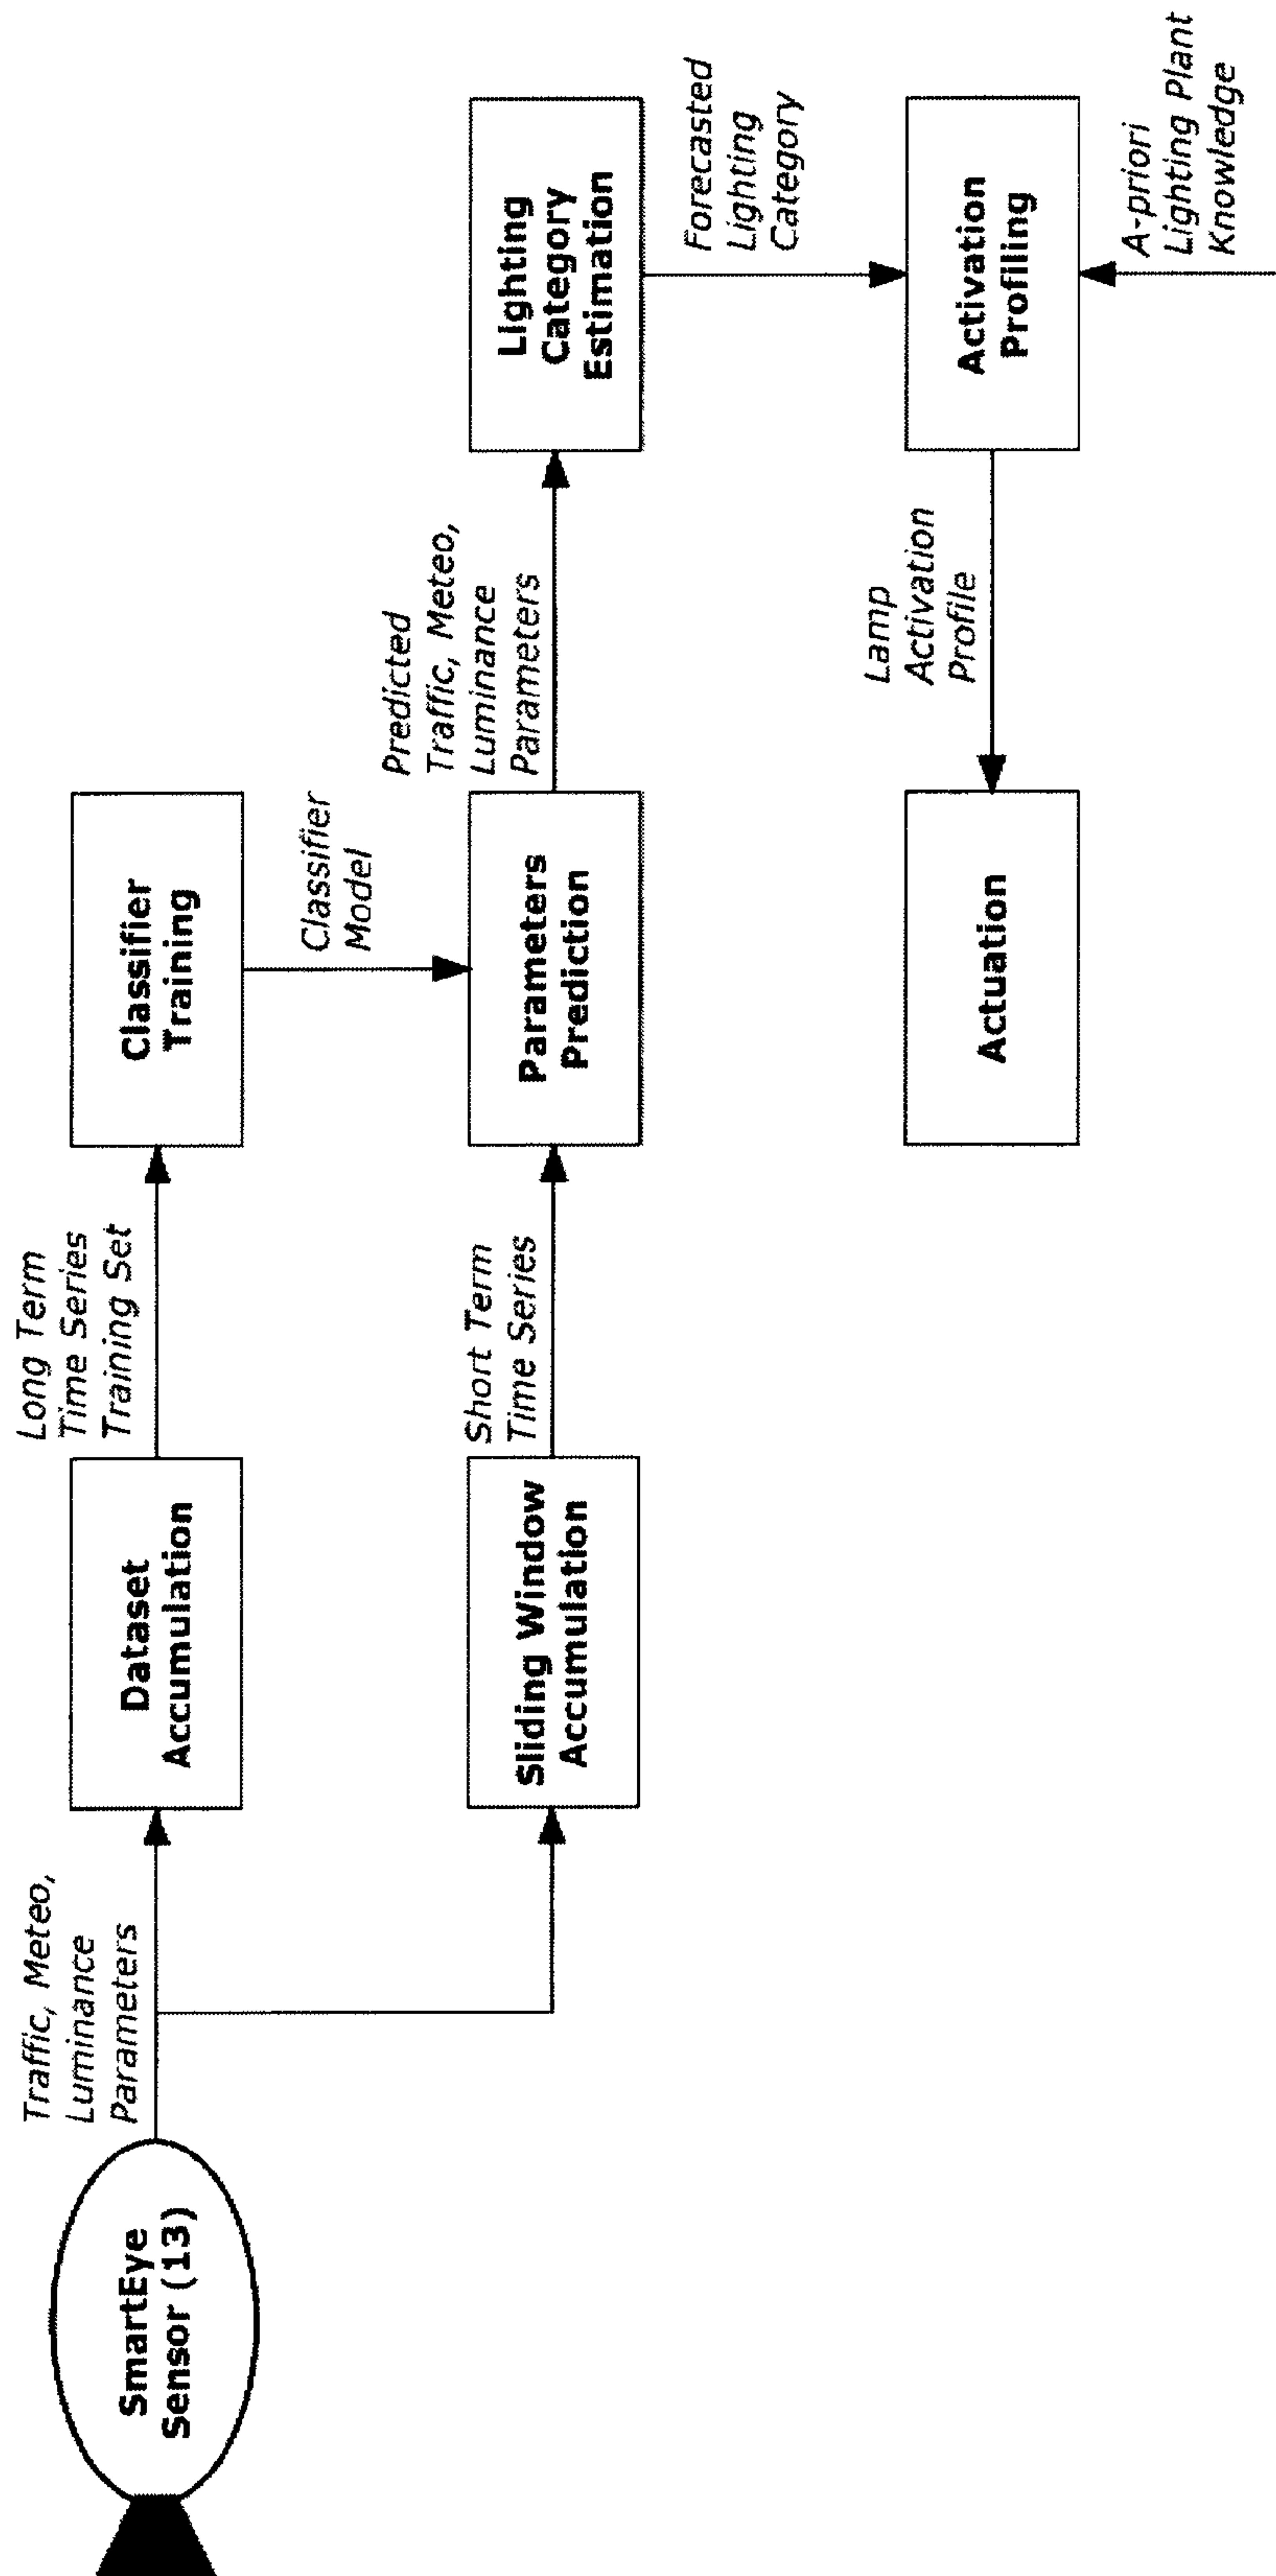 Traffic, Meteo,
Luminance
Parameters
Long Term
Time Series
Training Set
SmartEye
Sensor (13)
Dataset
Accumulation
Classifier
Training
Classifier
Model
Short Term
Time Series
Predicted
Traffic, Meteo,
Luminance
Parameters
Sliding Window
Accumulation
Parameters
Prediction
Lighting
Category
Estimation
Forecasted
Lighting
Category
Lamp
Activation
Profile
Actuation
Activation
Profiling
A-priori
Lighting Plant
Knowledge